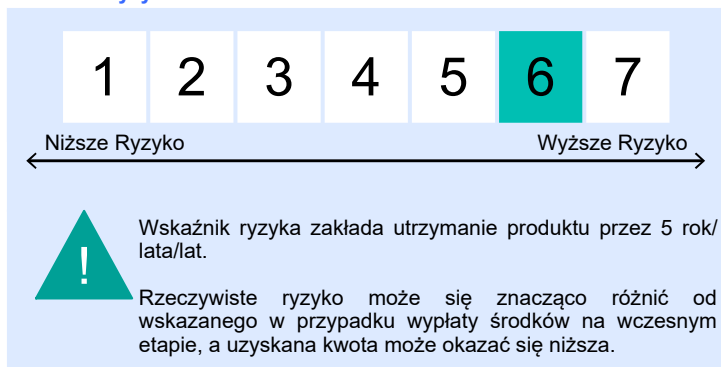 1 2 3 4 5 6 7
Niższe Ryzyko Wyższe Ryzyko
!
Wskaźnik ryzyka zakłada utrzymanie produktu przez 5 rok/
lata/lat.
Rzeczywiste ryzyko może się znacząco różnić od
wskazanego w przypadku wypłaty środków na wczesnym
etapie, a uzyskana kwota może okazać się niższa.